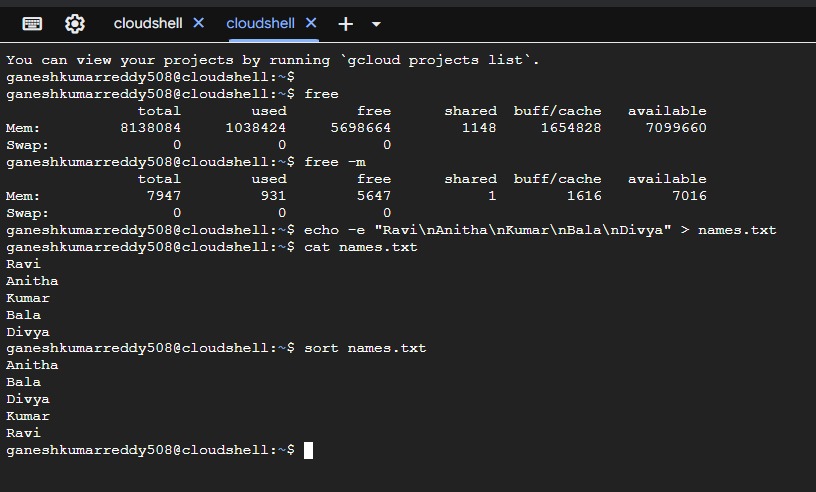 cloudshell cloudshell
You can view your projects by running `gcloud projects list`.
ganeshkumarreddy508@cloudshell:~$
ganeshkumarreddy508@cloudshell:~$ free
total used free shared buff/cache available
Mem: 8138084 1038424 5698664 1148 1654828 7099660
Swap: 0 0 0
ganeshkumarreddy508@cloudshell:~$ free -m
total used free shared buff/cache available
Mem: 7947 931 5647 1 1616 7016
Swap: 0 0 0
ganeshkumarreddy508@cloudshell:~$ echo -e "Ravi\nAnitha\nKumar\nBala\nDivya" > names.txt
ganeshkumarreddy508@cloudshell:~$ cat names.txt
Ravi
Anitha
Kumar
Bala
Divya
ganeshkumarreddy508@cloudshell:~$ sort names.txt
Anitha
Bala
Divya
Kumar
Ravi
ganeshkumarreddy508@cloudshell:~$